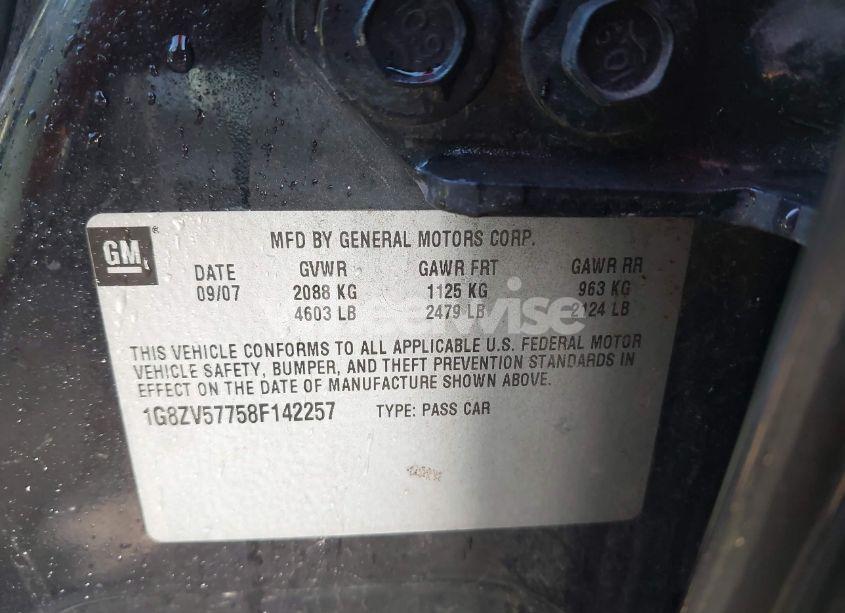 GM
MFD BY GENERAL MOTORS CORP.
DATE GVWR GAWR FRT GAWR RR
09/07 2088 KG 1125 KG 963 KG
4603 LB 2479 LB 2124 LB
THIS VEHICLE CONFORMS TO ALL APPLICABLE U.S. FEDERAL MOTOR
VEHICLE SAFETY, BUMPER, AND THEFT PREVENTION STANDARDS IN
EFFECT ON THE DATE OF MANUFACTURE SHOWN ABOVE.
1G8ZV57758F142257 TYPE: PASS CAR